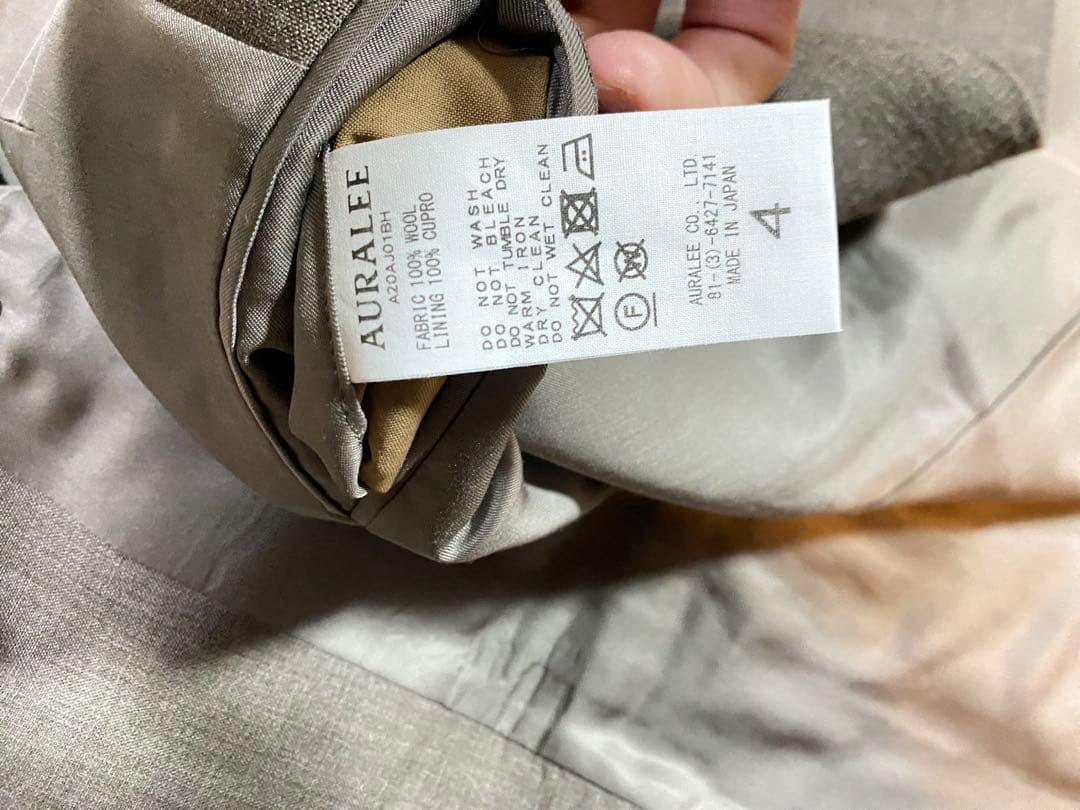 AURALEE
A20AJ01BH
FABRIC 100% WOOL
LINING 100% CUPRO
DO NOT WASH
DO NOT BLEACH
DO NOT TUMBLE DRY
WARM IRON
DRY CLEAN
DO NOT WET CLEAN
F
W
AURALEE CO., LTD.
81-(3)-6427-7141
MADE IN JAPAN
4